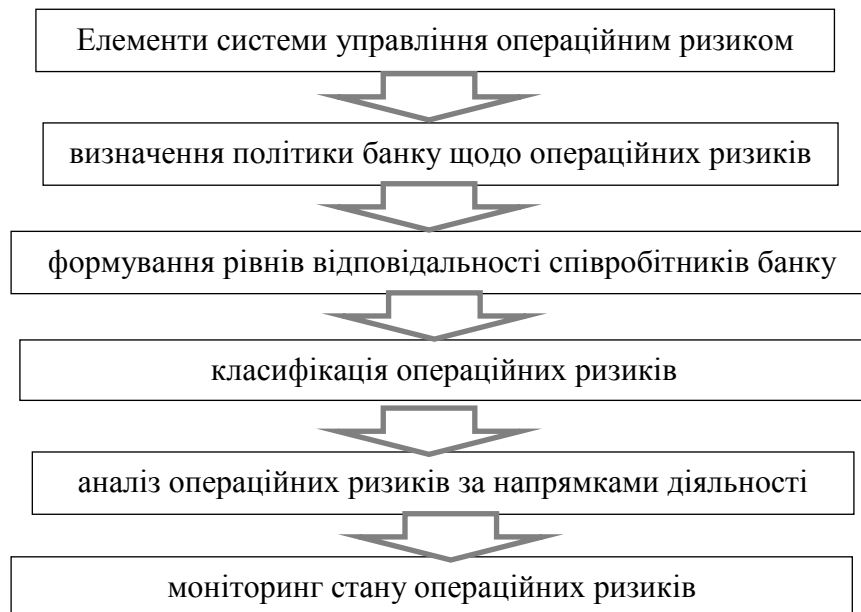 Елементи системи управління операційним ризиком
визначення політики банку щодо операційних ризиків
формування рівнів відповідальності співробітників банку
класифікація операційних ризиків
аналіз операційних ризиків за напрямками діяльності
моніторинг стану операційних ризиків